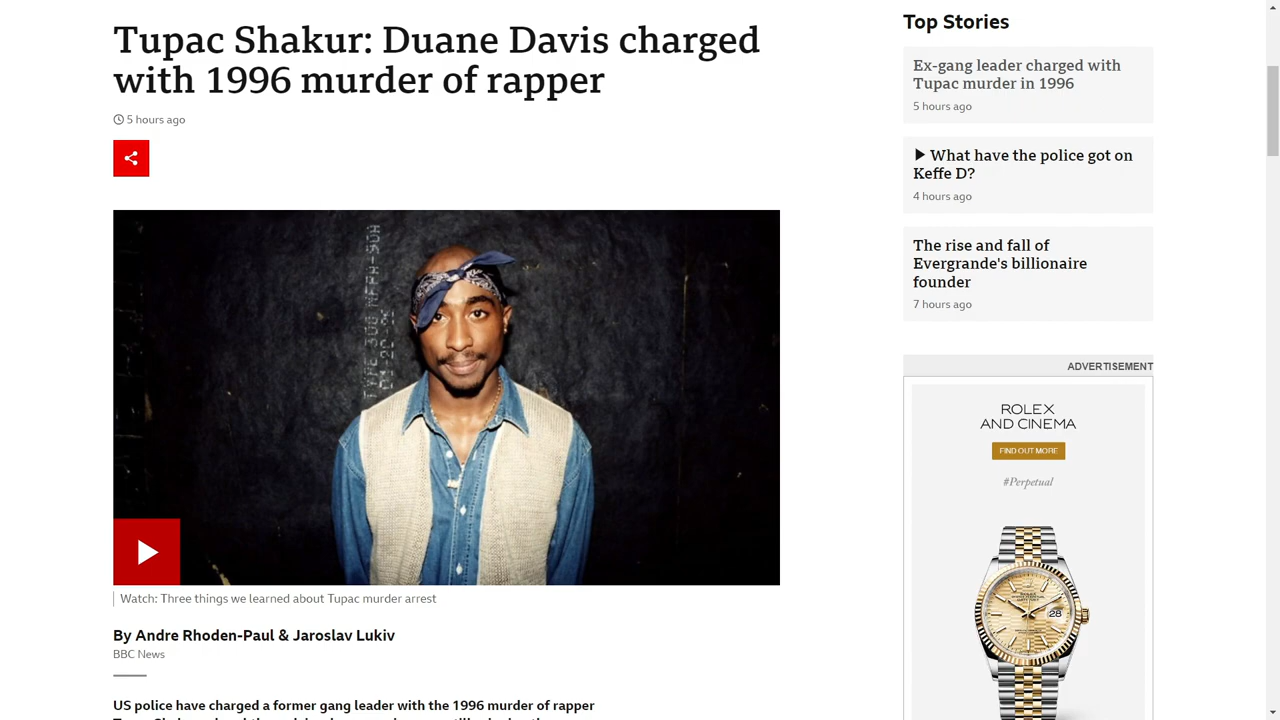 Tupac Shakur: Duane Davis charged
with 1996 murder of rapper
5 hours ago
Watch: Three things we learned about Tupac murder arrest
By Andre Rhoden-Paul & Jaroslav Lukiv
BBC News
US police have charged a former gang leader with the 1996 murder of rapper
Top Stories
Ex-gang leader charged with
Tupac murder in 1996
5 hours ago
What have the police got on
Keffe D?
4 hours ago
The rise and fall of
Evergrande's billionaire
founder
7 hours ago
ADVERTISEMENT
ROLEX
AND CINEMA
FIND OUT MORE
#Perpetual
28